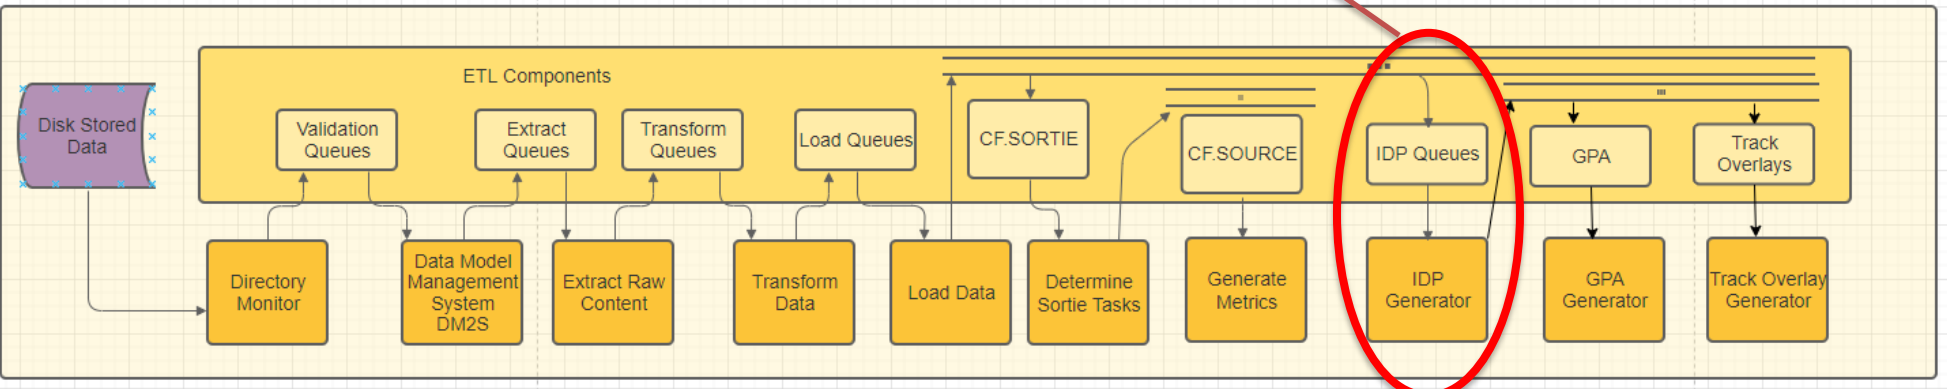 ETL Components
Disk Stored
Data
Validation
Queues
Extract
Queues
Transform
Queues
Load Queues
CF.SORTIE
CF.SOURCE
IDP Queues
GPA
Track
Overlays
Directory
Monitor
Data Model
Management
System
DM2S
Extract Raw
Content
Transform
Data
Load Data
Determine
Sortie Tasks
Generate
Metrics
IDP
Generator
GPA
Generator
Track Overlay
Generator